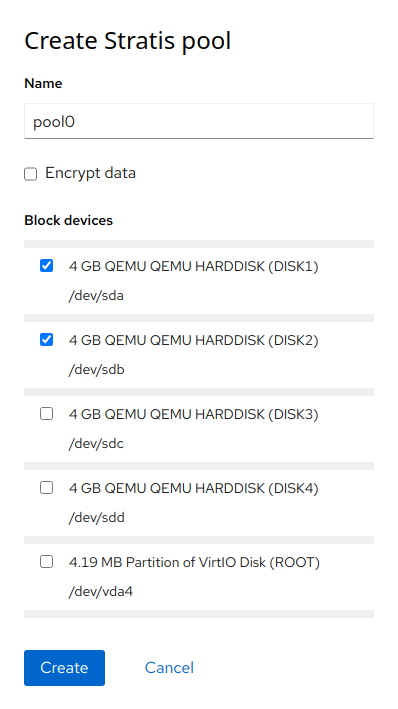 Create Stratis pool
Name
pool0
Encrypt data
Block devices
4 GB QEMU QEMU HARDDISK (DISK1)
/dev/sda
4 GB QEMU QEMU HARDDISK (DISK2)
/dev/sdb
4 GB QEMU QEMU HARDDISK (DISK3)
/dev/sdc
4 GB QEMU QEMU HARDDISK (DISK4)
/dev/sdd
4.19 MB Partition of VirtIO Disk (ROOT)
/dev/vda4
Create Cancel